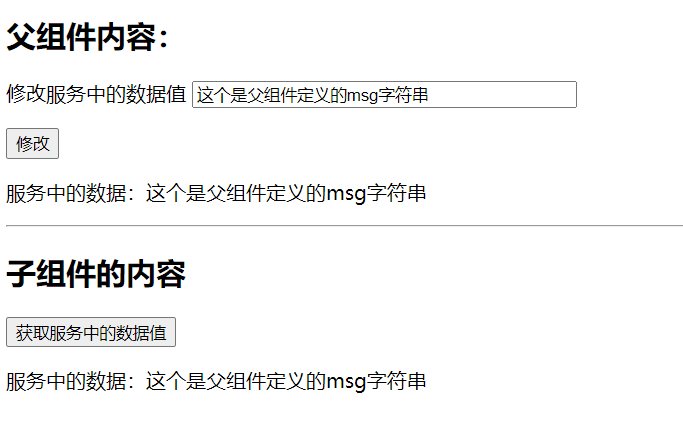 父组件内容：
修改服务中的数据值 这个是父组件定义的msg字符串
修改
服务中的数据：这个是父组件定义的msg字符串
子组件的内容
获取服务中的数据值
服务中的数据：这个是父组件定义的msg字符串